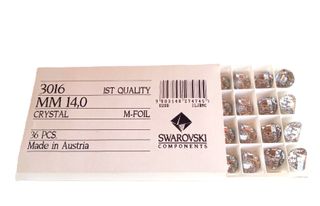 3016 1ST QUALITY
MM 14,0
CRYSTAL M-FOIL
36 PCS.
Made in Austria
SWAROVSKI
COMPONENTS